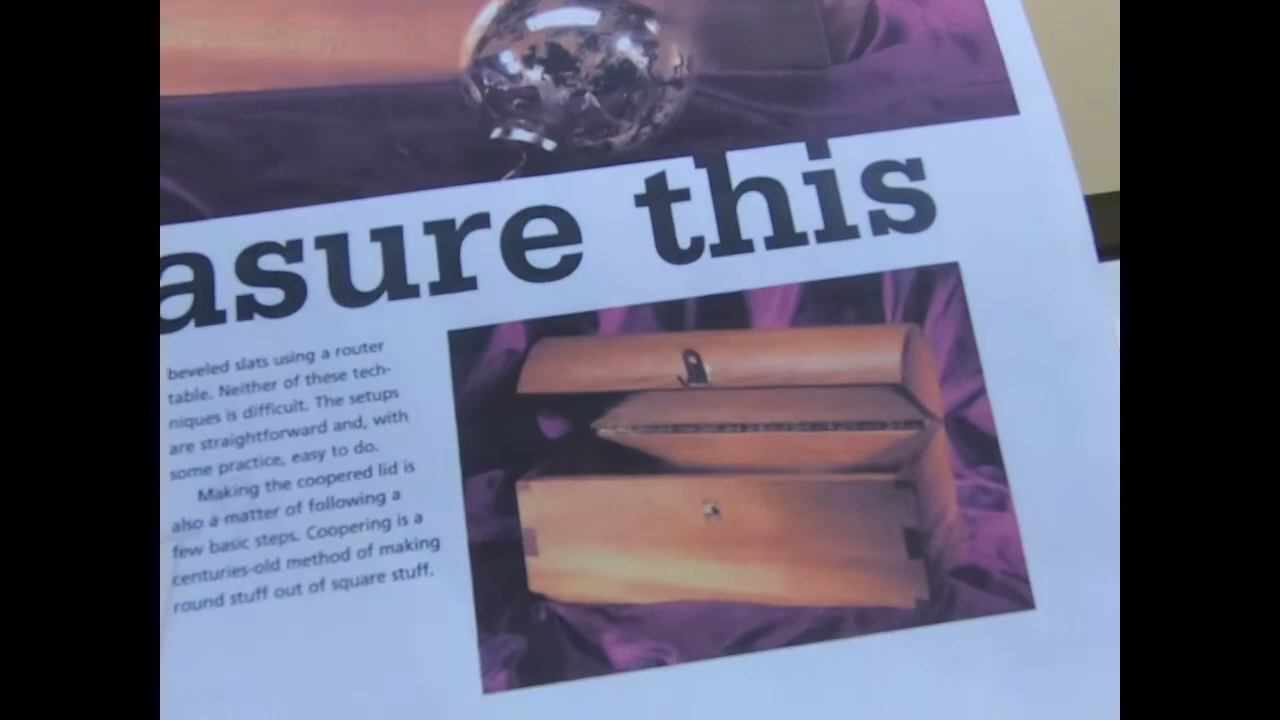 asure this
beveled slats using a router
table. Neither of these tech-
niques is difficult. The setups
are straightforward and, with
some practice, easy to do.
Making the coopered lid is
also a matter of following a
few basic steps. Coopering is a
centuries-old method of making
round stuff out of square stuff.